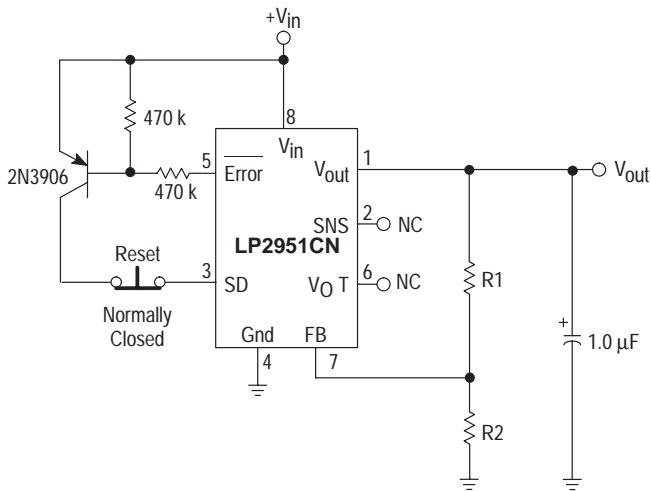 +Vin
470 k
8
Vin
5
Error
470 k
2N3906
1
Vout
Vout
SNS
2
NC
LP2951CN
Reset
3
SD
VO T
6
NC
R1
Normally
Closed
Gnd
FB
4
7
+
1.0 µF
R2